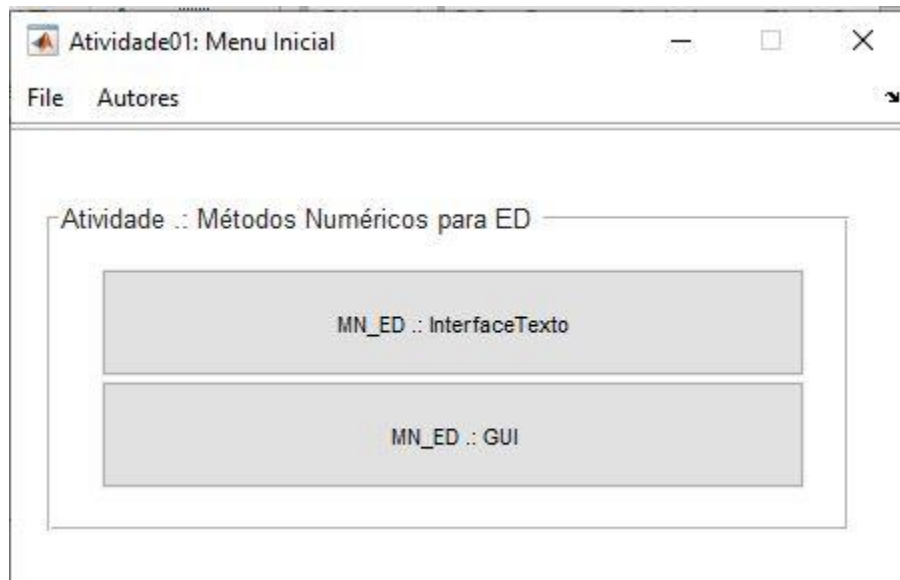 Atividade01: Menu Inicial
File Autores
Atividade .: Métodos Numéricos para ED
MN_ED .: InterfaceTexto
MN_ED .: GUI